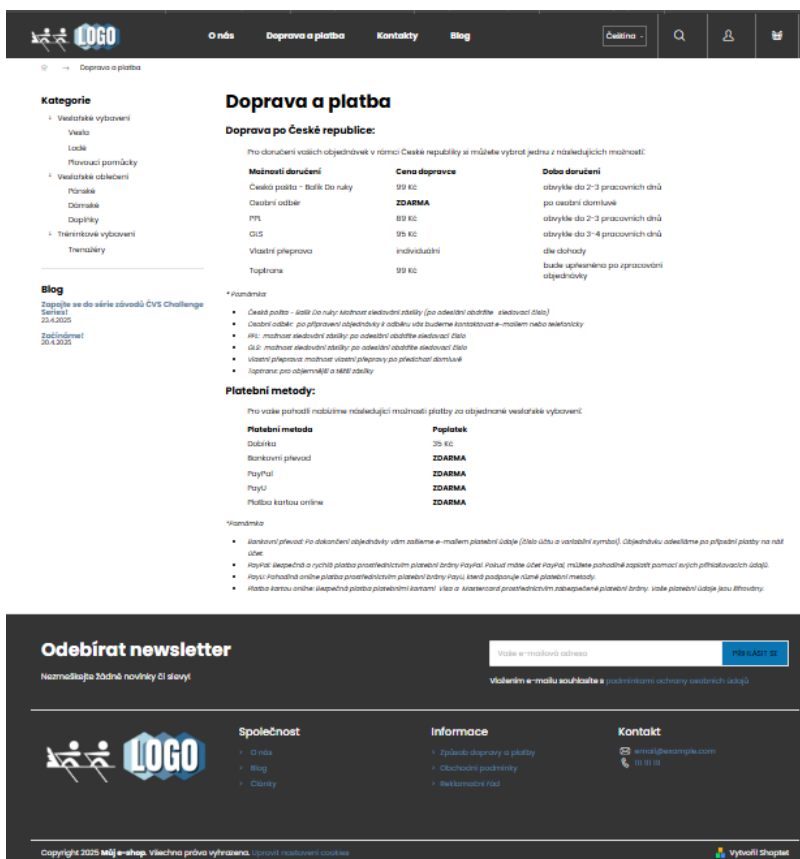 LOGO
O nás Doprava a platba Kontakty Blog Čeština
→ Doprava a platba
Kategorie
Veslařské vybavení
Vesla
Lodě
Plovoucí pomůcky
Veslařské oblečení
Pánské
Dámské
Doplňky
Tréninkové vybavení
Trenažéry
Blog
Zapojte se do série závodů ČVS Challenge
Series!
23.4.2025
Začínáme!
20.4.2025
Doprava a platba
Doprava po České republice:
Pro doručení vašich objednávek v rámci České republiky si můžete vybrat jednu z následujících možností:
Možnosti doručení Cena dopravce Doba doručení
Česká pošta - Balík Do ruky 99 Kč obvykle do 2-3 pracovních dnů
Osobní odběr ZDARMA po osobní domluvě
PPL 89 Kč obvykle do 2-3 pracovních dnů
GLS 95 Kč obvykle do 3-4 pracovních dnů
Vlastní přeprava individuální dle dohody
Toptrans 99 Kč bude upřesněna po zpracování
objednávky
* Poznámka:
Česká pošta - Balík Do ruky: Možnost sledování zásilky (po odeslání obdržíte sledovací číslo)
Osobní odběr: po připravení objednávky k odběru vás budeme kontaktovat e-mailem nebo telefonicky
PPL: možnost sledování zásilky: po odeslání obdržíte sledovací číslo
GLS: možnost sledování zásilky: po odeslání obdržíte sledovací číslo
Vlastní přeprava: možnost vlastní přepravy po předchozí domluvě
Toptrans: pro objemnější a těžší zásilky
Platební metody:
Pro vaše pohodlí nabízíme následující možnosti platby za objednané veslařské vybavení:
Platební metoda Poplatek
Dobírka 35 Kč
Bankovní převod ZDARMA
PayPal ZDARMA
PayU ZDARMA
Platba kartou online ZDARMA
*Poznámka
Bankovní převod: Po dokončení objednávky vám zašleme e-mailem platební údaje (číslo účtu a variabilní symbol). Objednávku odesíláme po připsání platby na náš
účet.
PayPal: Bezpečná a rychlá platba prostřednictvím platební brány PayPal. Pokud máte účet PayPal, můžete pohodlně zaplatit pomocí svých přihlašovacích údajů.
PayU: Pohodlná online platba prostřednictvím platební brány PayU, která podporuje různé platební metody.
Platba kartou online: Bezpečná platba platebními kartami Visa a Mastercard prostřednictvím zabezpečené platební brány. Vaše platební údaje jsou šifrovány.
Odebírat newsletter
Nezmeškejte žádné novinky či slevy!
Vaše e-mailová adresa PŘIHLÁSIT SE
Vložením e-mailu souhlasíte s podmínkami ochrany osobních údajů
LOGO
Společnost
O nás
Blog
Články
Informace
Způsob dopravy a platby
Obchodní podmínky
Reklamační řád
Kontakt
email@example.com
111 111 111
Copyright 2025 Můj e-shop. Všechna práva vyhrazena. Upravit nastavení cookies
Vytvořil Shoptet